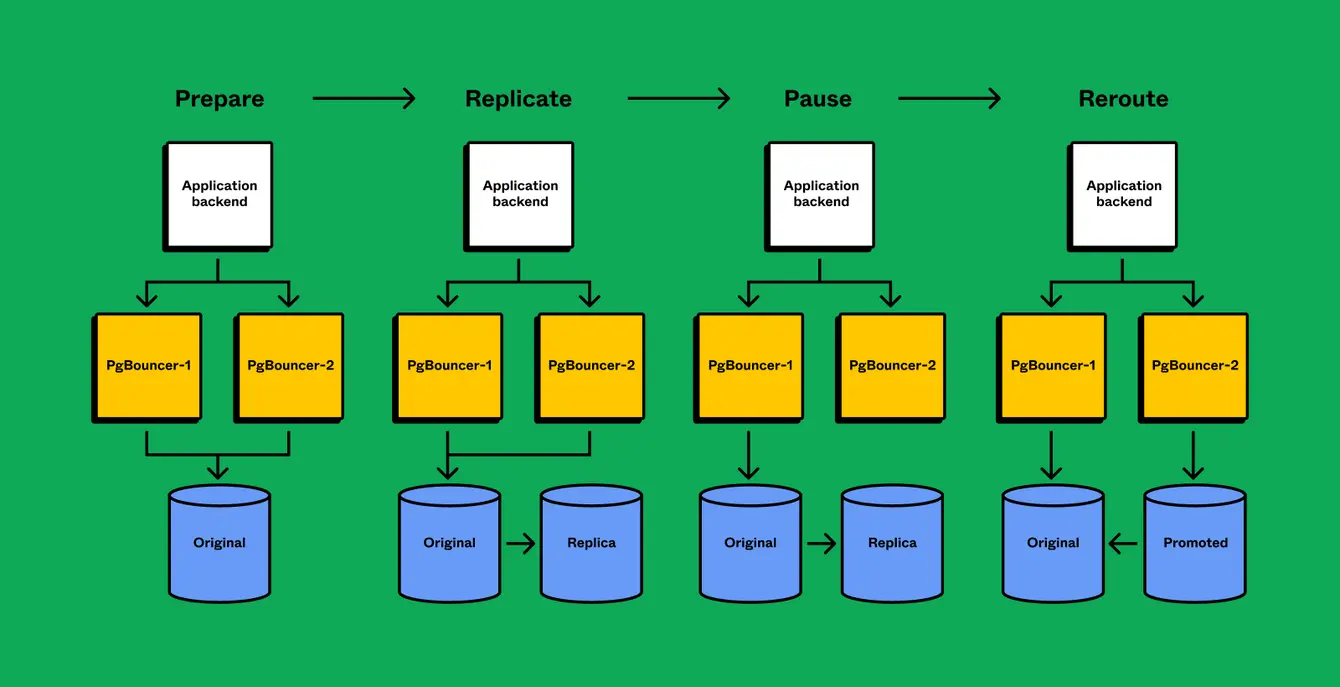 Prepare
Replicate
Pause
Reroute
Application
backend
Application
backend
Application
backend
Application
backend
PgBouncer-1
PgBouncer-2
PgBouncer-1
PgBouncer-2
PgBouncer-1
PgBouncer-2
PgBouncer-1
PgBouncer-2
Original
Original
Replica
Original
Replica
Original
Promoted